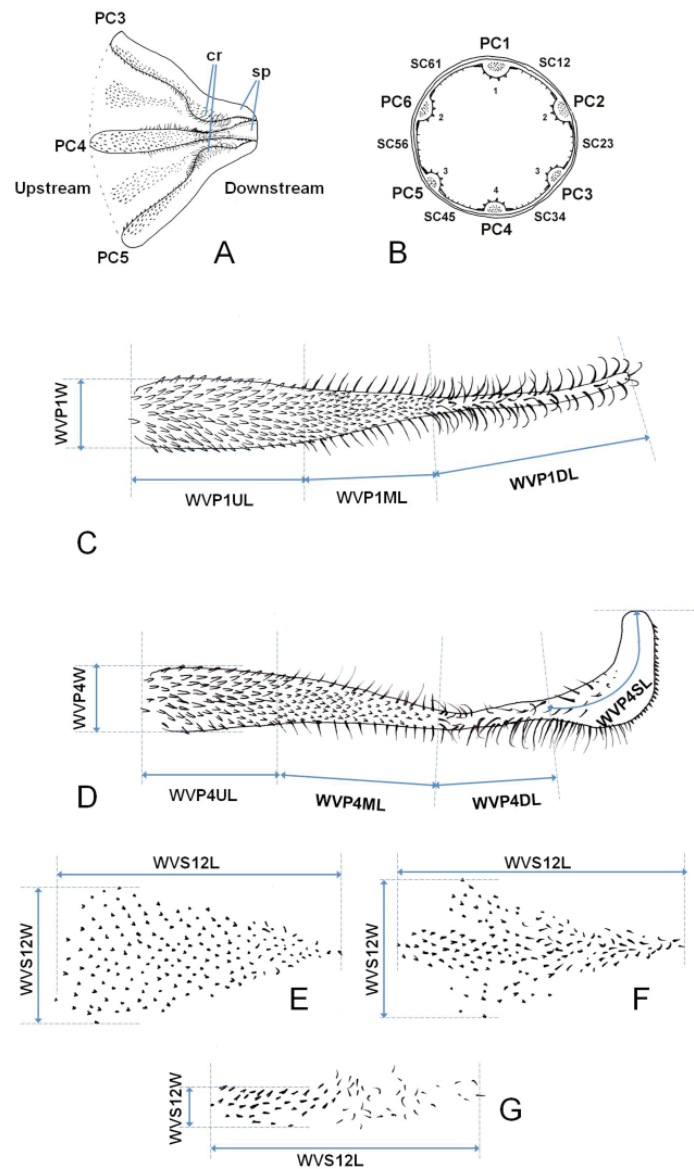 PC3
cr
sp
PC4
Upstream
Downstream
PC5
A
PC1
SC61
SC12
1
PC6
PC2
2
2
SC56
SC23
3
3
PC5
PC3
4
SC45
SC34
PC4
B
WVP1W
WVP1UL
WVP1ML
WVP1DL
C
WVP4W
WVP4SL
WVP4UL
WVP4ML
WVP4DL
D
WVS12L
WVS12W
E
WVS12L
WVS12W
F
WVS12W
G
WVS12L